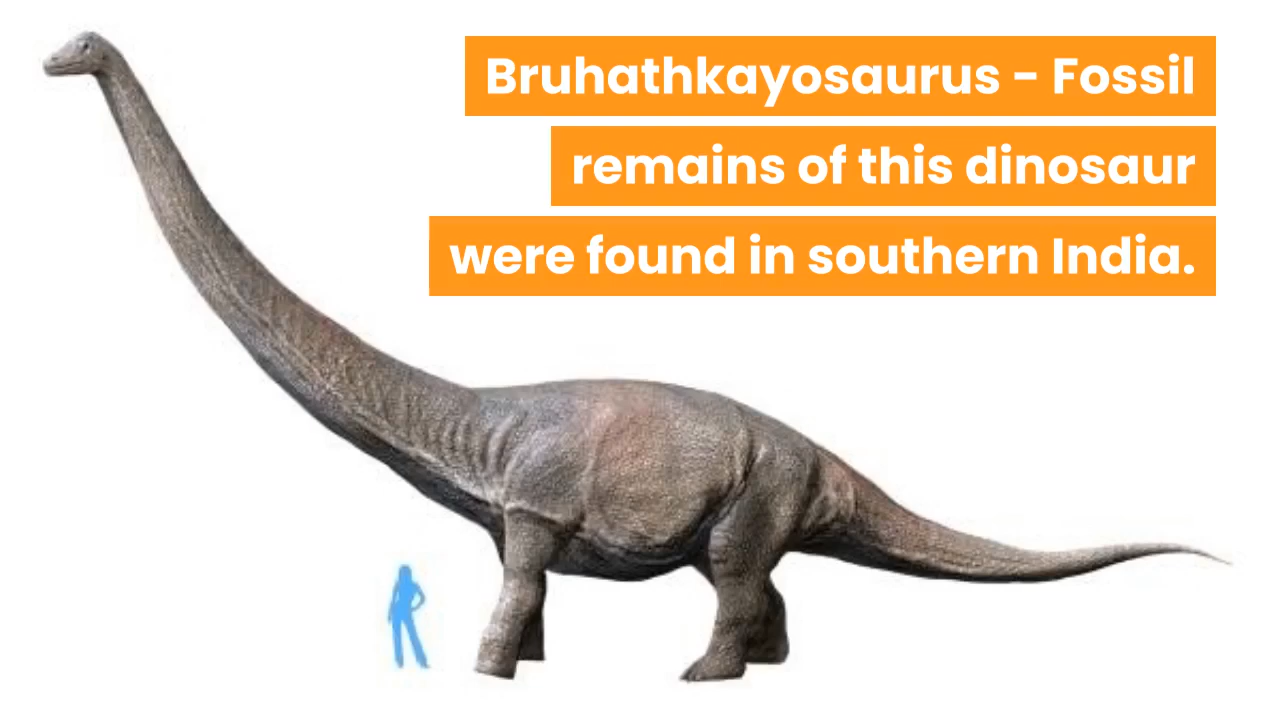 Bruhathkayosaurus - Fossil
remains of this dinosaur
were found in southern India.